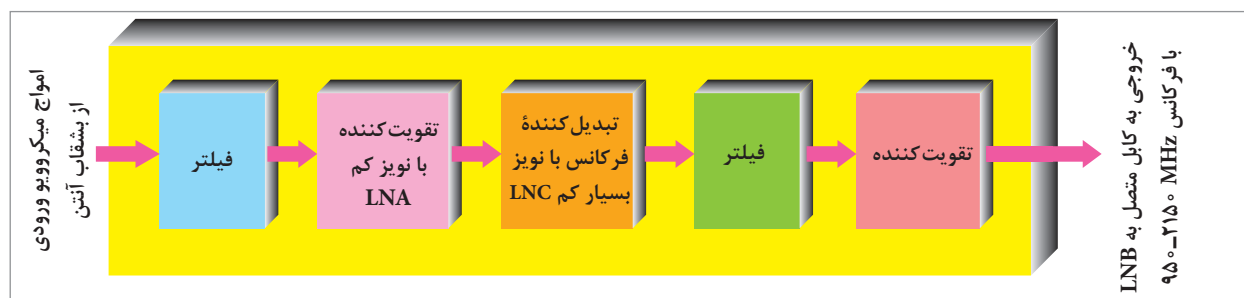 امواج میکروویو ورودی
از بشقاب آنتن
فیلتر
تقویت‌کننده
با نویز کم
LNA
تبدیل‌کنندهٔ
فرکانس با نویز
بسیار کم LNC
فیلتر
تقویت‌کننده
خروجی به کابل متصل به LNB
با فرکانس ۹۵۰ــ۲۱۵۰ MHz